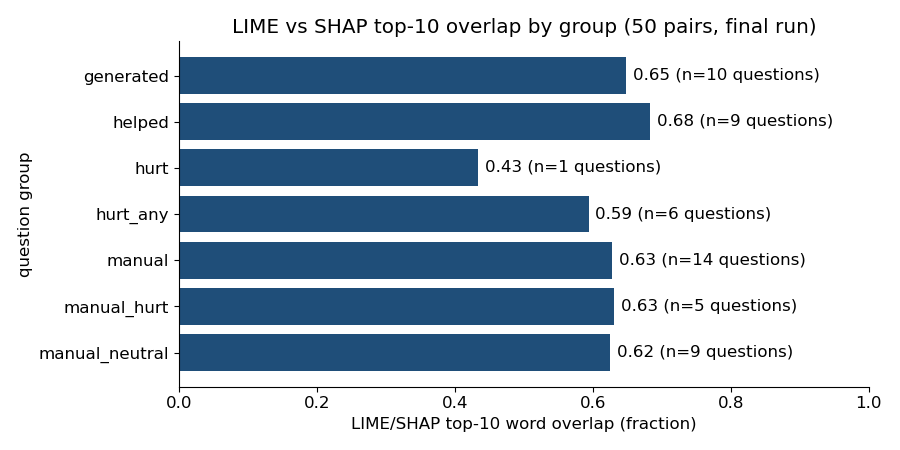 LIME vs SHAP top-10 overlap by group (50 pairs, final run)
question group
generated 0.65 (n=10 questions)
helped 0.68 (n=9 questions)
hurt 0.43 (n=1 questions)
hurt_any 0.59 (n=6 questions)
manual 0.63 (n=14 questions)
manual_hurt 0.63 (n=5 questions)
manual_neutral 0.62 (n=9 questions)
0.0 0.2 0.4 0.6 0.8 1.0
LIME/SHAP top-10 word overlap (fraction)